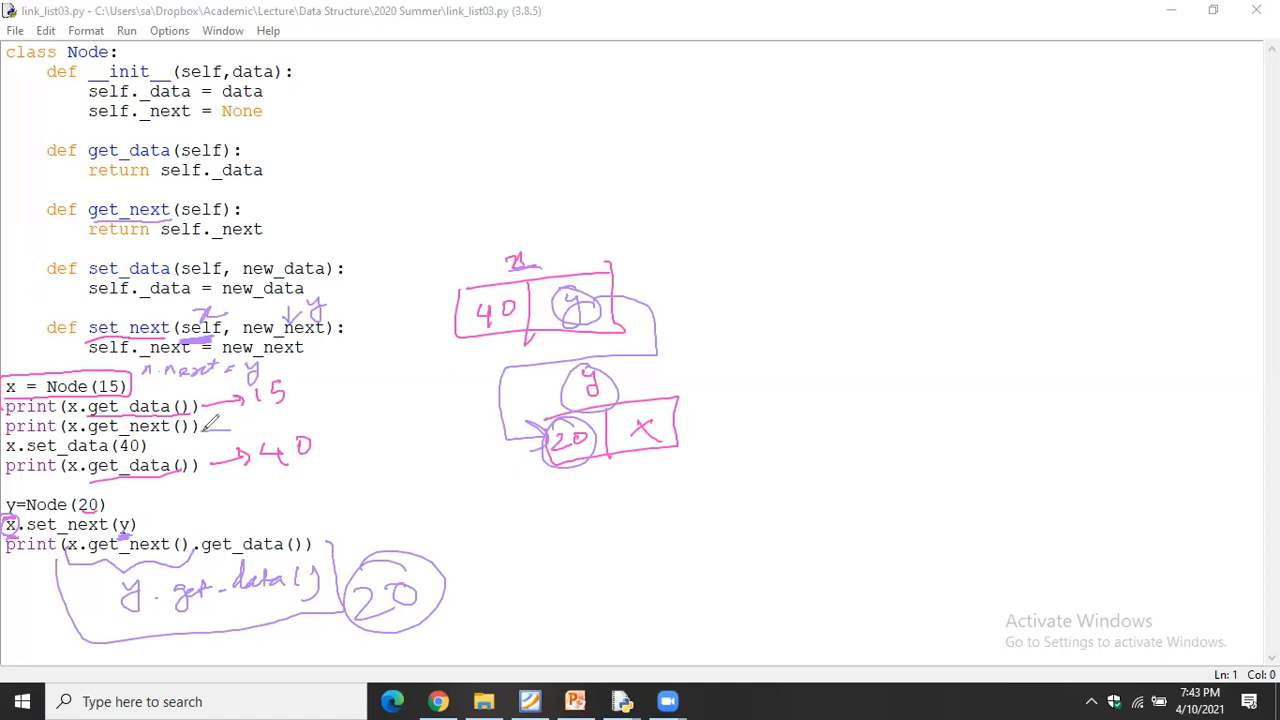 link_list03.py - C:\Users\sa\Dropbox\Academic\Lecture\Data Structure\2020 Summer\link_list03.py (3.8.5)
File Edit Format Run Options Window Help
class Node:
    def __init__(self,data):
        self._data = data
        self._next = None
    def get_data(self):
        return self._data
    def get_next(self):
        return self._next
    def set_data(self, new_data):
        self._data = new_data
x y
    def set_next(self, new_next):
        self._next = new_next
x.next = y
x = Node(15)
print(x.get_data()) 15
print(x.get_next())
x.set_data(40)
print(x.get_data()) 40
y=Node(20)
x.set_next(y)
print(x.get_next().get_data())
y.get_data() 20
x
40 y
y
20 X
Activate Windows
Go to Settings to activate Windows.
Ln: 1 Col: 0
Type here to search
7:43 PM
4/10/2021